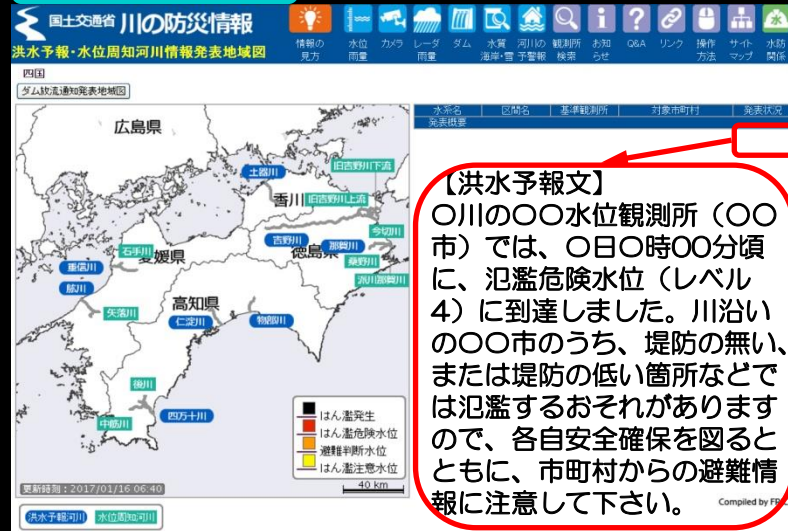 国土交通省 川の防災情報
洪水予報・水位周知河川情報発表地域図
情報の見方
水位雨量
カメラ
レーダ雨量
ダム
水質海岸・雪
河川の予警報
観測所検索
お知らせ
Q&A
リンク
操作方法
サイトマップ
水防関係
四国
ダム放流通知発表地域図
水系名 区間名 基準観測所 対象市町村 発表状況
発表概要
広島県
土器川
旧吉野川下流
香川
旧吉野川上流
今切川
吉野川
那賀川
徳島県
桑野川
派川那賀川
石手川
愛媛県
重信川
肱川
矢落川
高知県
仁淀川
物部川
後川
四万十川
中筋川
はん濫発生
はん濫危険水位
避難判断水位
はん濫注意水位
40 km
更新時刻:2017/01/16 06:40
洪水予報河川 水位周知河川
【洪水予報文】
○川の○○水位観測所(○○
市)では、○日○時○○分頃
に、氾濫危険水位(レベル
4)に到達しました。川沿い
の○○市のうち、堤防の無い、
または堤防の低い箇所などで
は氾濫するおそれがあります
ので、各自安全確保を図ると
ともに、市町村からの避難情
報に注意して下さい。
Compiled by